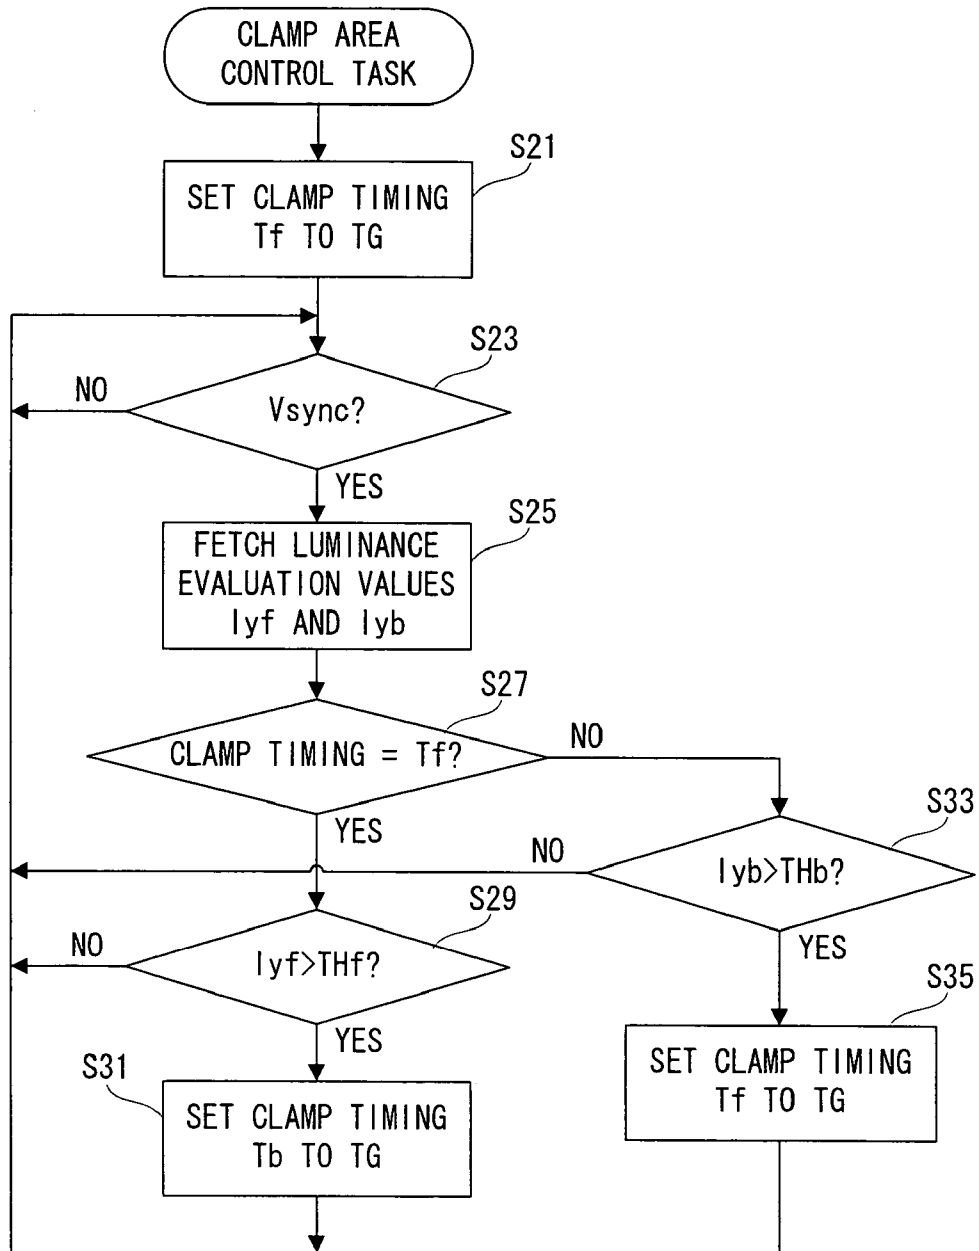 CLAMP AREA
CONTROL TASK
S21
SET CLAMP TIMING
Tf TO TG
S23
NO
Vsync?
YES
S25
FETCH LUMINANCE
EVALUATION VALUES
Iyf AND Iyb
S27
CLAMP TIMING = Tf?
NO
YES
S33
NO
Iyb>THb?
S29
NO
Iyf>THf?
YES
S35
YES
S31
SET CLAMP TIMING
Tf TO TG
SET CLAMP TIMING
Tb TO TG